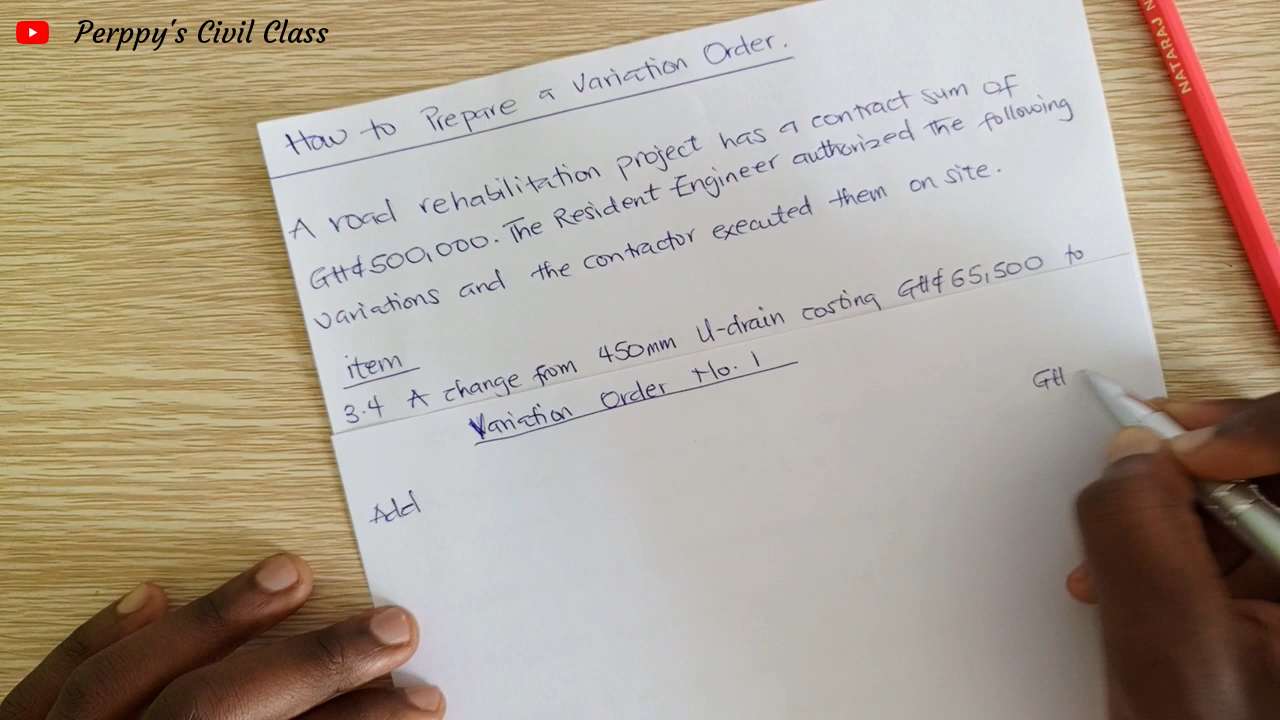 Perppy's Civil Class
How to Prepare a Variation Order.
A road rehabilitation project has a contract sum of
GH¢500,000. The Resident Engineer authorized the following
variations and the contractor executed them on site.
item
3.4 A change from 450mm U-drain costing GH¢65,500 to
Variation Order No. 1
GH
Add
NATARAJ